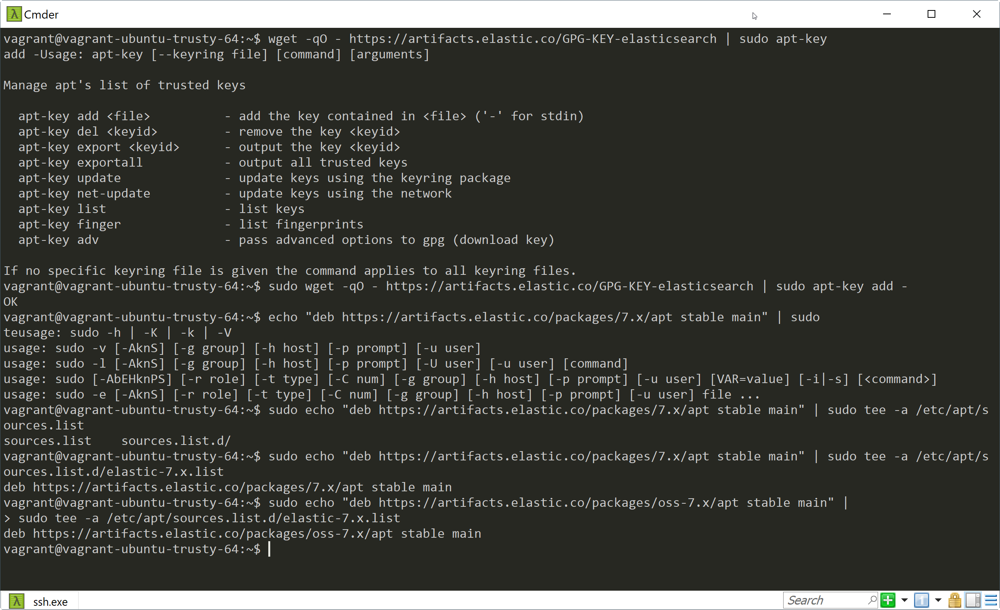 Cmder
vagrant@vagrant-ubuntu-trusty-64:~$ wget -qO - https://artifacts.elastic.co/GPG-KEY-elasticsearch | sudo apt-key
add -Usage: apt-key [--keyring file] [command] [arguments]
Manage apt's list of trusted keys
apt-key add <file>          - add the key contained in <file> ('-' for stdin)
apt-key del <keyid>         - remove the key <keyid>
apt-key export <keyid>      - output the key <keyid>
apt-key exportall           - output all trusted keys
apt-key update              - update keys using the keyring package
apt-key net-update          - update keys using the network
apt-key list                - list keys
apt-key finger              - list fingerprints
apt-key adv                 - pass advanced options to gpg (download key)
If no specific keyring file is given the command applies to all keyring files.
vagrant@vagrant-ubuntu-trusty-64:~$ sudo wget -qO - https://artifacts.elastic.co/GPG-KEY-elasticsearch | sudo apt-key add -
OK
vagrant@vagrant-ubuntu-trusty-64:~$ echo "deb https://artifacts.elastic.co/packages/7.x/apt stable main" | sudo
teusage: sudo -h | -K | -k | -V
usage: sudo -v [-AknS] [-g group] [-h host] [-p prompt] [-u user]
usage: sudo -l [-AknS] [-g group] [-h host] [-p prompt] [-U user] [-u user] [command]
usage: sudo [-AbEHknPS] [-r role] [-t type] [-C num] [-g group] [-h host] [-p prompt] [-u user] [VAR=value] [-i|-s] [<command>]
usage: sudo -e [-AknS] [-r role] [-t type] [-C num] [-g group] [-h host] [-p prompt] [-u user] file ...
vagrant@vagrant-ubuntu-trusty-64:~$ sudo echo "deb https://artifacts.elastic.co/packages/7.x/apt stable main" | sudo tee -a /etc/apt/s
ources.list
sources.list    sources.list.d/
vagrant@vagrant-ubuntu-trusty-64:~$ sudo echo "deb https://artifacts.elastic.co/packages/7.x/apt stable main" | sudo tee -a /etc/apt/s
ources.list.d/elastic-7.x.list
deb https://artifacts.elastic.co/packages/7.x/apt stable main
vagrant@vagrant-ubuntu-trusty-64:~$ sudo echo "deb https://artifacts.elastic.co/packages/oss-7.x/apt stable main" |
> sudo tee -a /etc/apt/sources.list.d/elastic-7.x.list
deb https://artifacts.elastic.co/packages/oss-7.x/apt stable main
vagrant@vagrant-ubuntu-trusty-64:~$
ssh.exe
Search
1